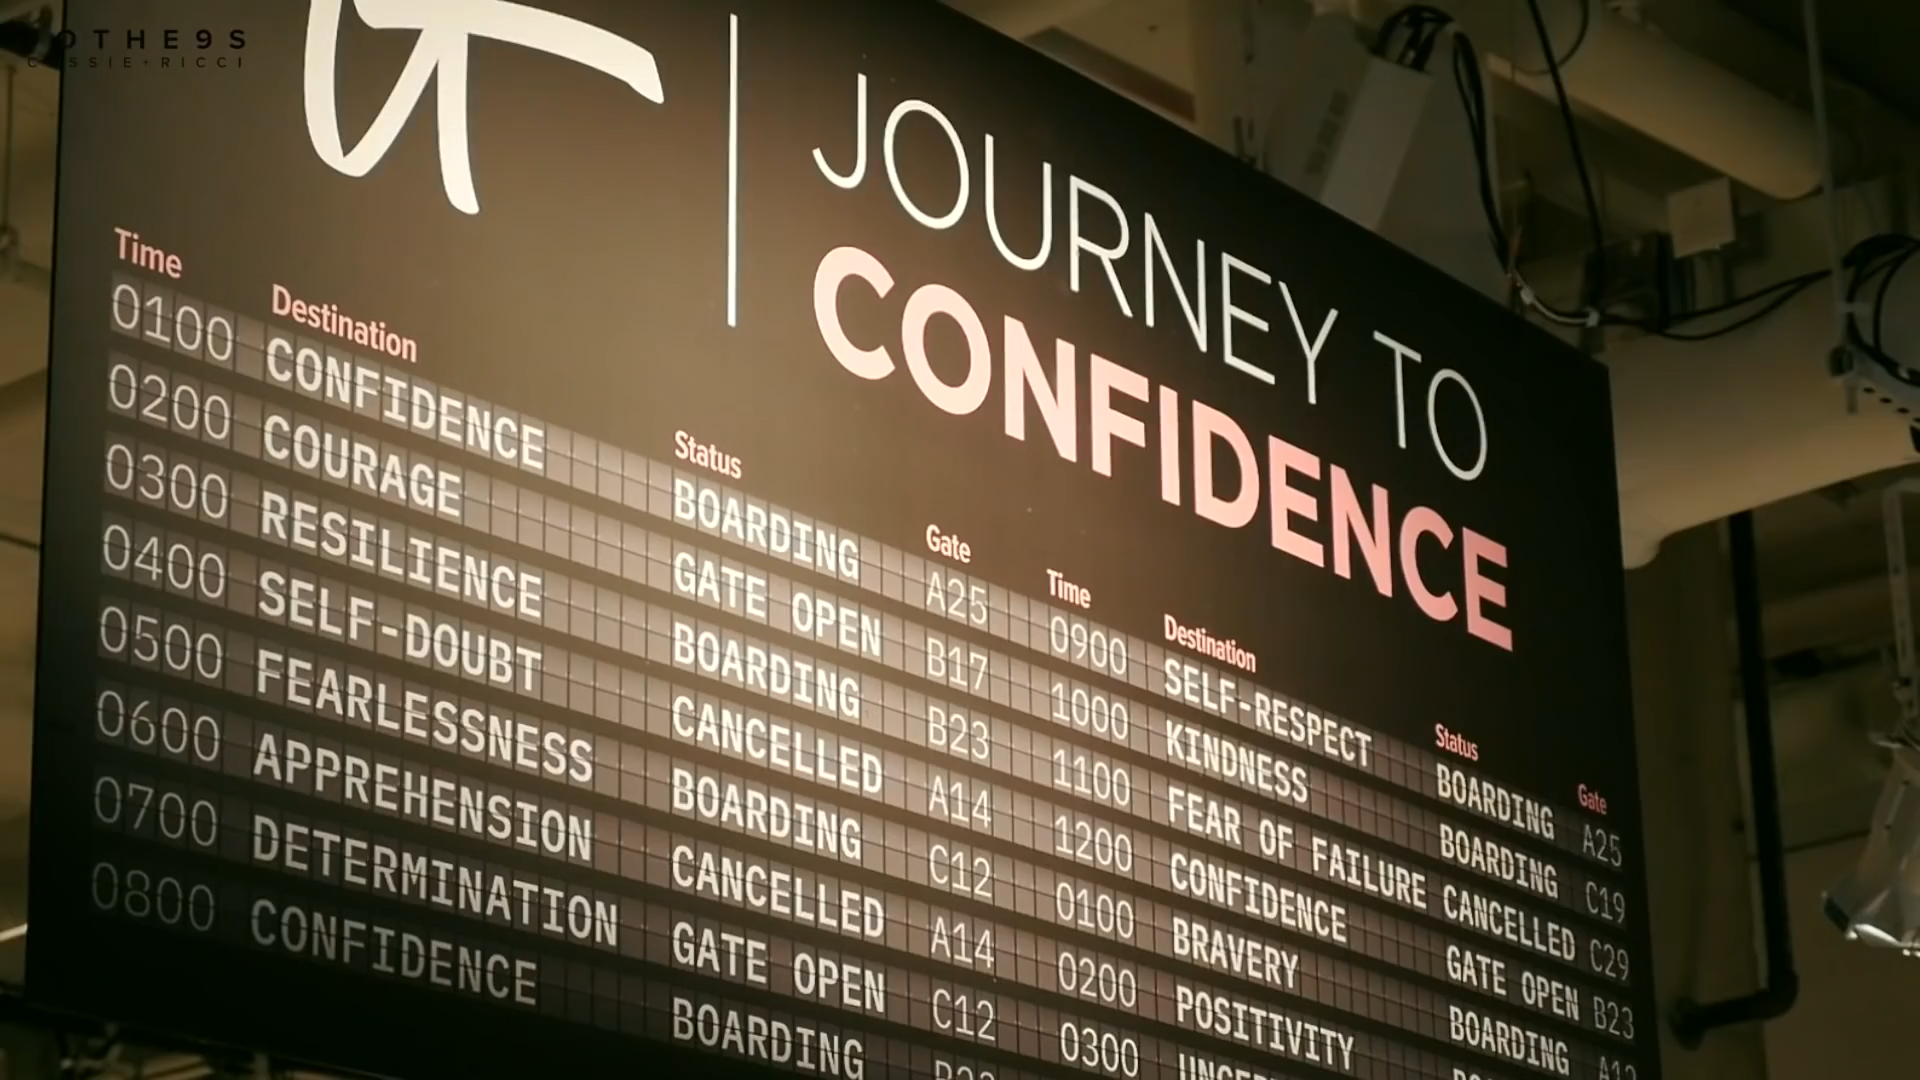 OTHE9S
CASSIE+RICCI
JOURNEY TO
CONFIDENCE
Time Destination Status Gate
0100 CONFIDENCE BOARDING A25
0200 COURAGE GATE OPEN B17
0300 RESILIENCE BOARDING B23
0400 SELF-DOUBT CANCELLED A14
0500 FEARLESSNESS BOARDING C12
0600 APPREHENSION CANCELLED A14
0700 DETERMINATION GATE OPEN C12
0800 CONFIDENCE BOARDING
Time Destination Status Gate
0900 SELF-RESPECT BOARDING A25
1000 KINDNESS BOARDING C19
1100 FEAR OF FAILURE CANCELLED C29
1200 CONFIDENCE GATE OPEN B23
0100 BRAVERY BOARDING
0200 POSITIVITY
0300